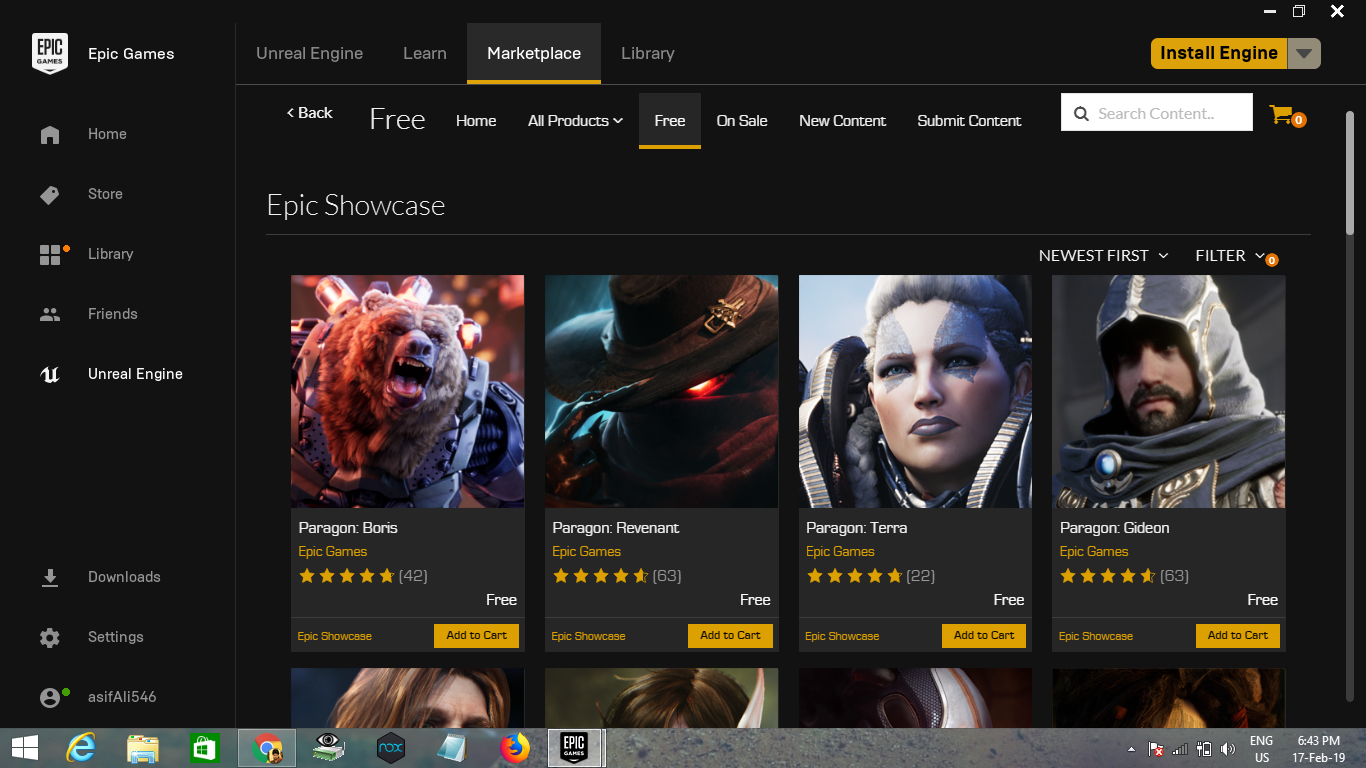 EPIC GAMES
Epic Games
Unreal Engine
Learn
Marketplace
Library
Install Engine
Home
Store
Library
Friends
Unreal Engine
Downloads
Settings
asifAli546
< Back
Free
Home
All Products
Free
On Sale
New Content
Submit Content
Search Content..
0
Epic Showcase
NEWEST FIRST
FILTER
0
Paragon: Boris
Epic Games
(42)
Free
Epic Showcase
Add to Cart
Paragon: Revenant
Epic Games
(63)
Free
Epic Showcase
Add to Cart
Paragon: Terra
Epic Games
(22)
Free
Epic Showcase
Add to Cart
Paragon: Gideon
Epic Games
(63)
Free
Epic Showcase
Add to Cart
nox
EPIC GAMES
ENG
US
6:43 PM
17-Feb-19